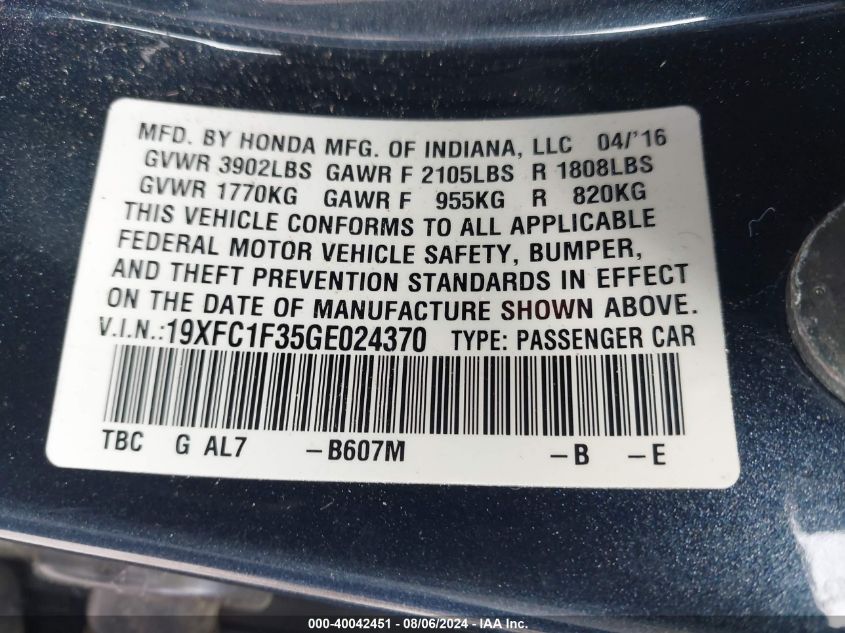 MFD. BY HONDA MFG. OF INDIANA, LLC 04/'16
GVWR 3902LBS GAWR F 2105LBS R 1808LBS
GVWR 1770KG GAWR F 955KG R 820KG
THIS VEHICLE CONFORMS TO ALL APPLICABLE
FEDERAL MOTOR VEHICLE SAFETY, BUMPER,
AND THEFT PREVENTION STANDARDS IN EFFECT
ON THE DATE OF MANUFACTURE SHOWN ABOVE.
V.I.N.:19XFC1F35GE024370 TYPE: PASSENGER CAR
TBC G AL7 -B607M -B -E
000-40042451 - 08/06/2024 - IAA Inc.